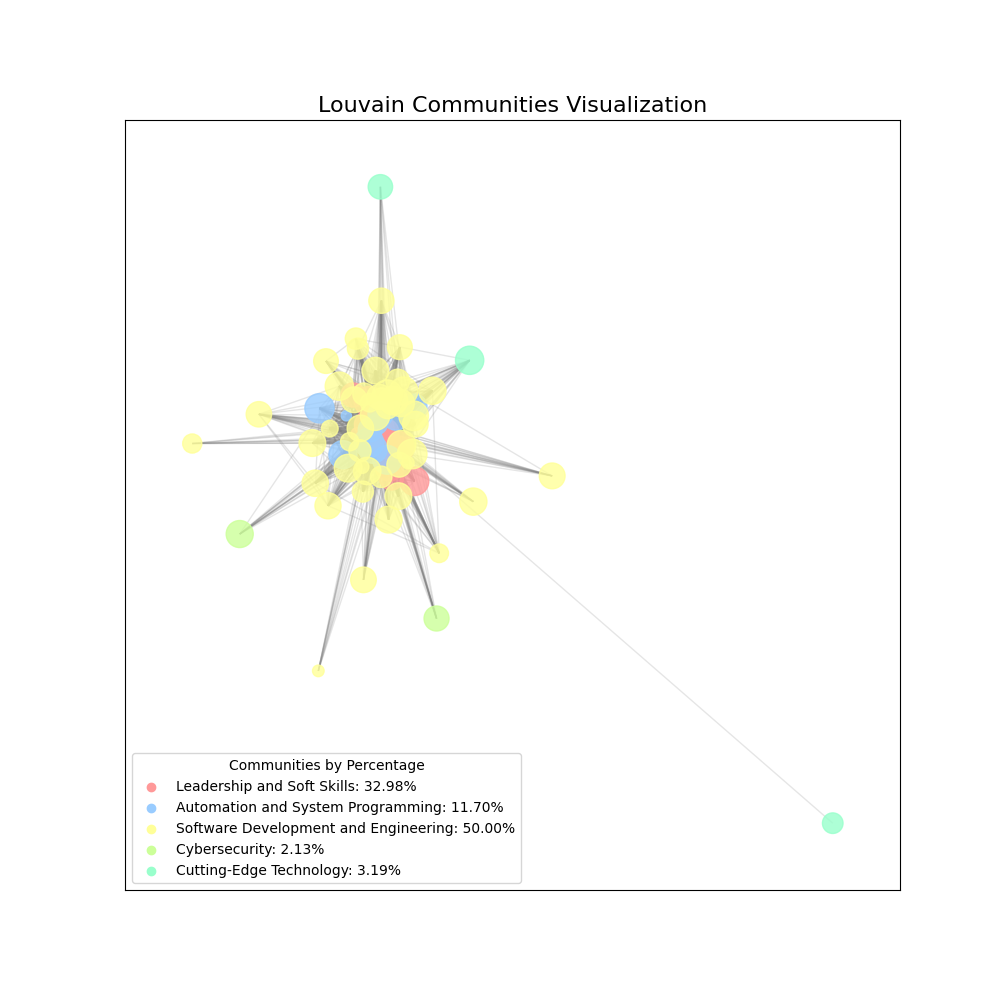 Louvain Communities Visualization
Communities by Percentage
Leadership and Soft Skills: 32.98%
Automation and System Programming: 11.70%
Software Development and Engineering: 50.00%
Cybersecurity: 2.13%
Cutting-Edge Technology: 3.19%